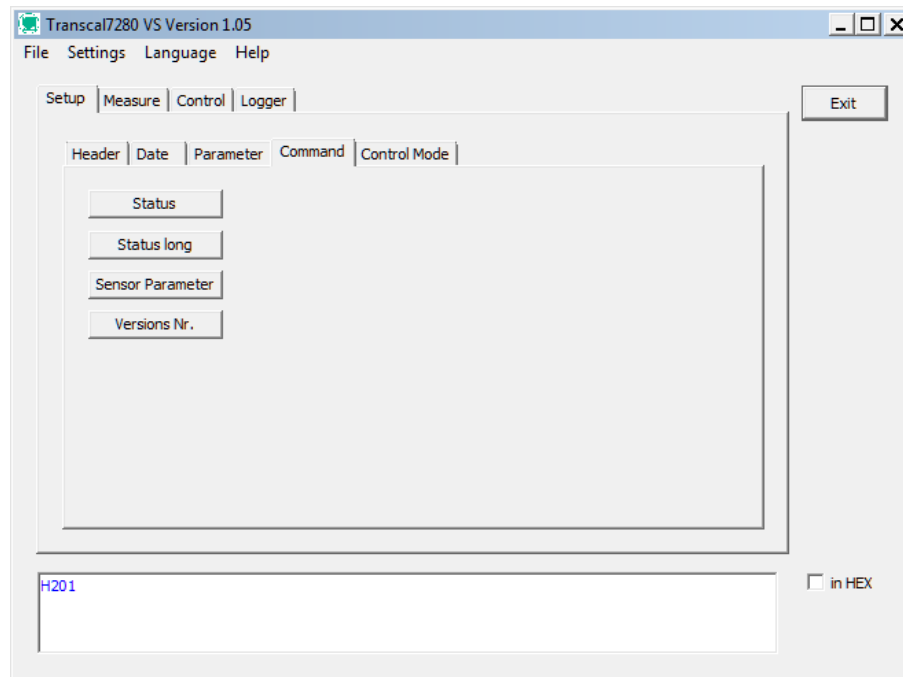 Transcal7280 VS Version 1.05
File Settings Language Help
Setup Measure Control Logger
Exit
Header Date Parameter Command Control Mode
Status
Status long
Sensor Parameter
Versions Nr.
H201
in HEX